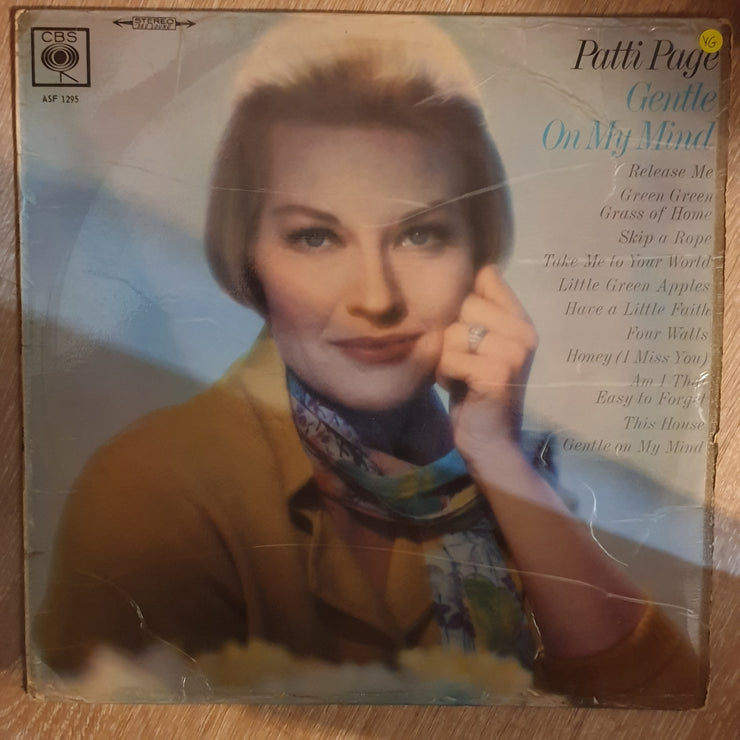 CBS
ASF 1295
STEREO
VG
Patti Page
Gentle
On My Mind
Release Me
Green Green
Grass of Home
Skip a Rope
Take Me to Your World
Little Green Apples
Have a Little Faith
Four Walls
Honey (I Miss You)
Am I That
Easy to Forget
This House
Gentle on My Mind